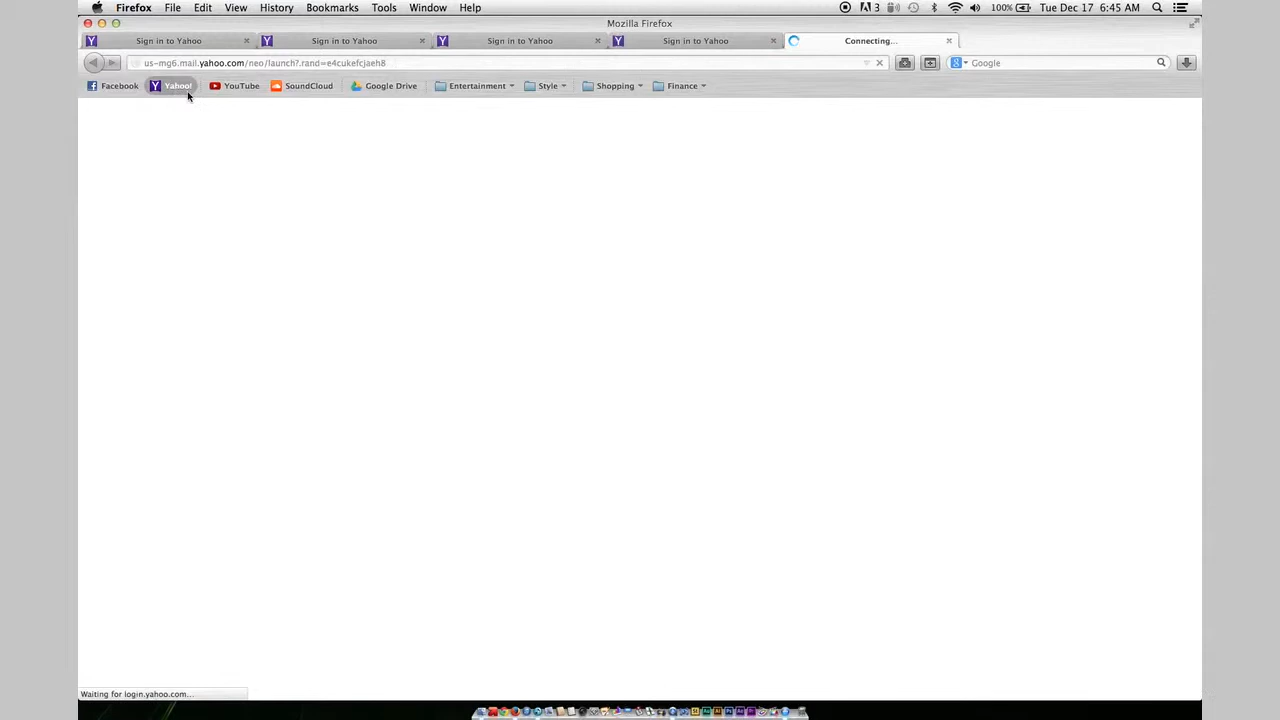 Firefox File Edit View History Bookmarks Tools Window Help 3 100% Tue Dec 17 6:45 AM
Mozilla Firefox
Sign in to Yahoo Sign in to Yahoo Sign in to Yahoo Sign in to Yahoo Connecting...
us-mg6.mail.yahoo.com/neo/launch?.rand=e4cukefcjaeh8 Google
Facebook Yahoo! YouTube SoundCloud Google Drive Entertainment Style Shopping Finance
Waiting for login.yahoo.com...